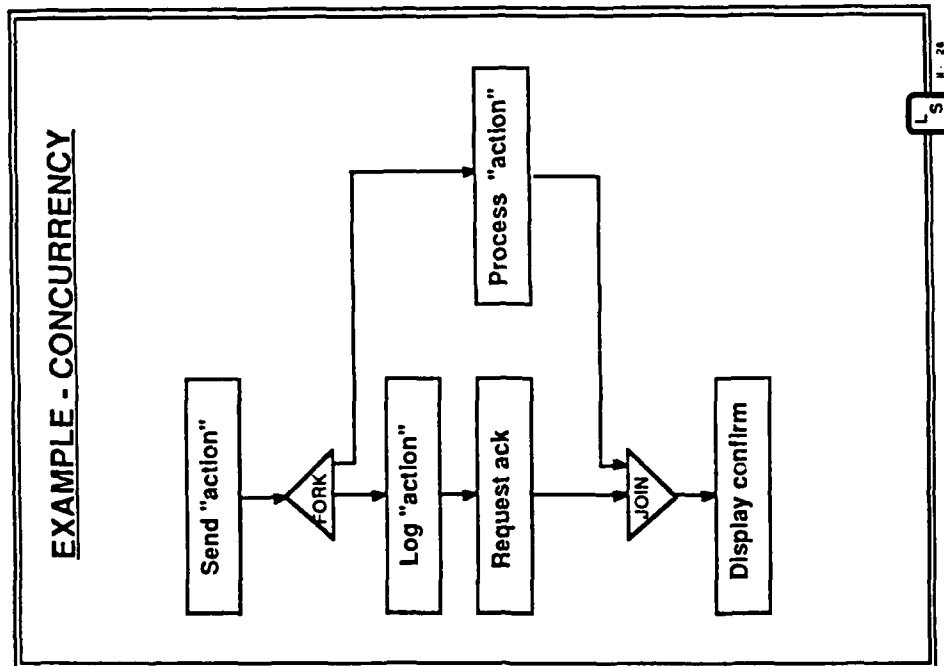 EXAMPLE - CONCURRENCY
Send "action"
FORK
Log "action"
Request ack
Process "action"
JOIN
Display confirm
L
S